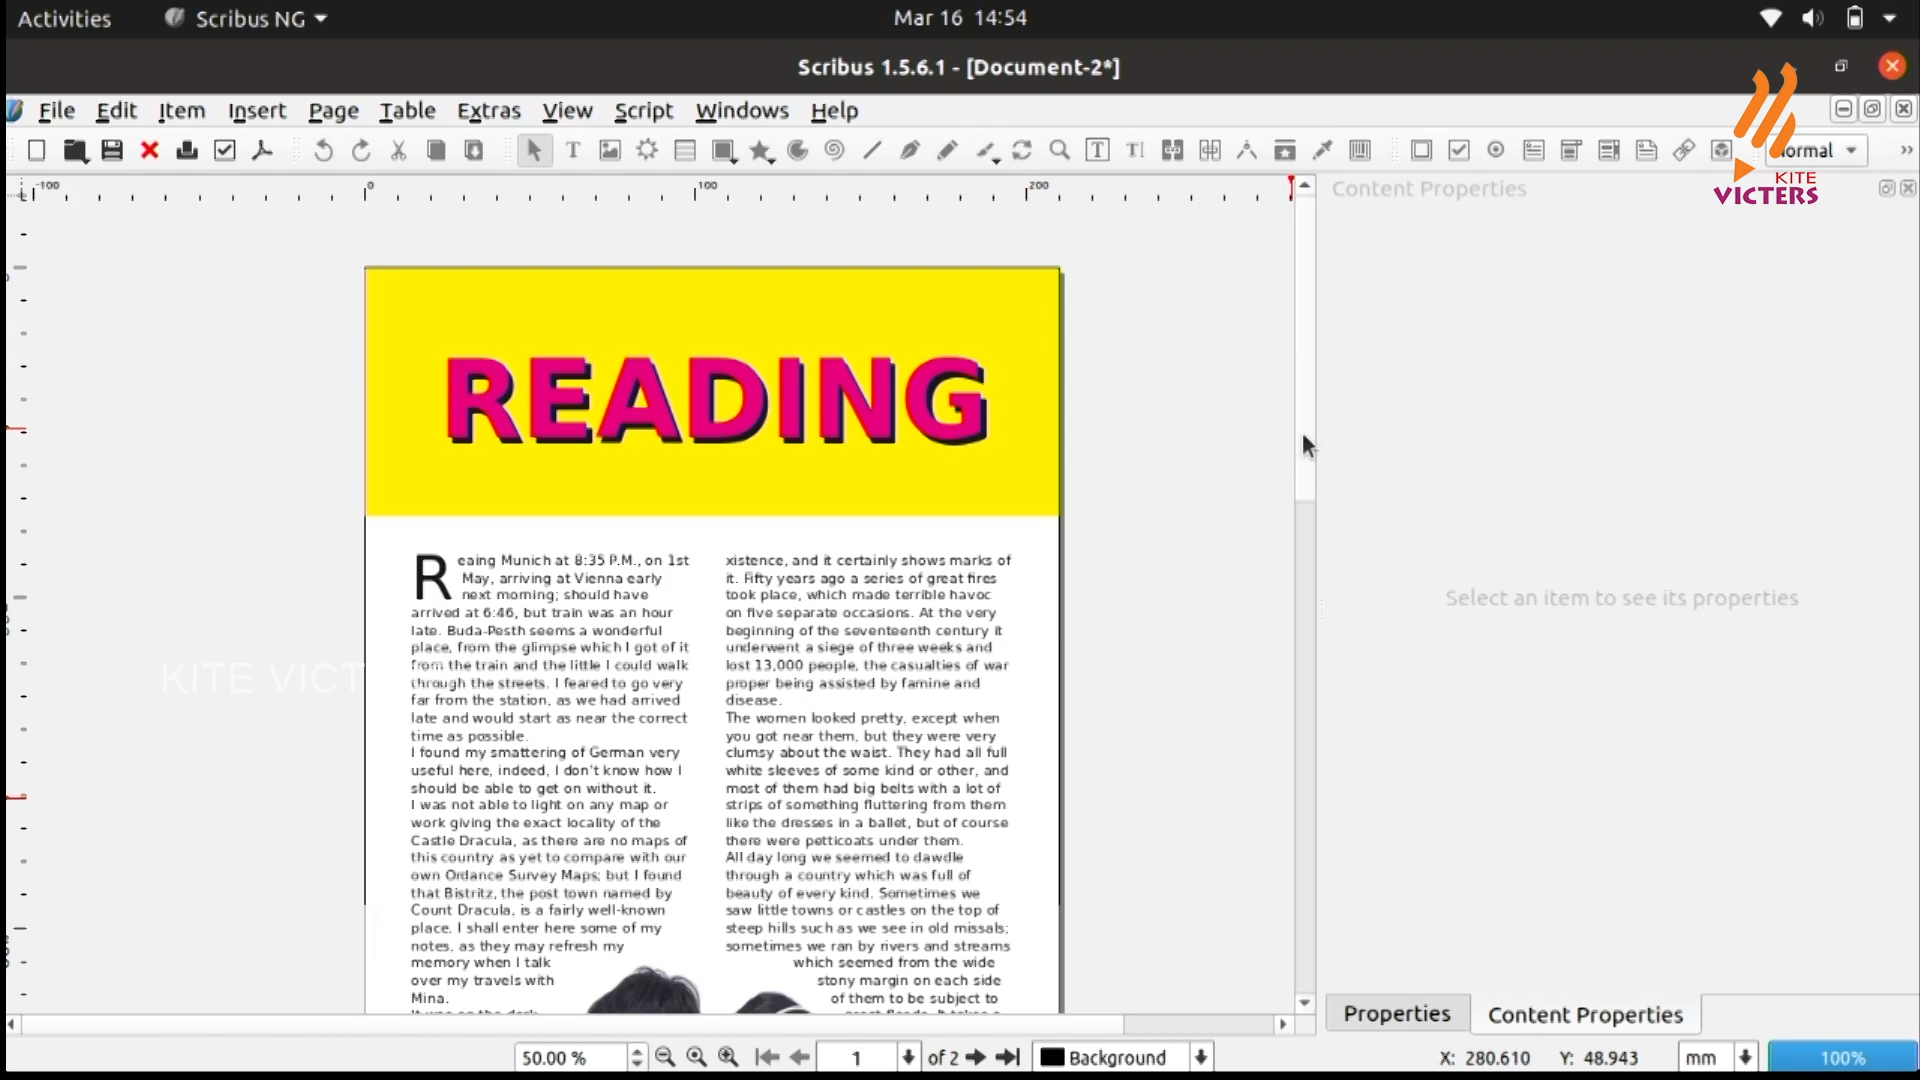 Activities
Scribus NG
Mar 16 14:54
Scribus 1.5.6.1 - [Document-2*]
File Edit Item Insert Page Table Extras View Script Windows Help
ormal
KITE
VICTERS
-100 0 100 200
Content Properties
READING
Reaing Munich at 8:35 P.M., on 1st
May, arriving at Vienna early
next morning; should have
arrived at 6:46, but train was an hour
late. Buda-Pesth seems a wonderful
place, from the glimpse which I got of it
from the train and the little I could walk
through the streets. I feared to go very
far from the station, as we had arrived
late and would start as near the correct
time as possible.
I found my smattering of German very
useful here, indeed, I don't know how I
should be able to get on without it.
I was not able to light on any map or
work giving the exact locality of the
Castle Dracula, as there are no maps of
this country as yet to compare with our
own Ordance Survey Maps; but I found
that Bistritz, the post town named by
Count Dracula, is a fairly well-known
place. I shall enter here some of my
notes, as they may refresh my
memory when I talk
over my travels with
Mina.
It was on the dark
xistence, and it certainly shows marks of
it. Fifty years ago a series of great fires
took place, which made terrible havoc
on five separate occasions. At the very
beginning of the seventeenth century it
underwent a siege of three weeks and
lost 13,000 people, the casualties of war
proper being assisted by famine and
disease.
The women looked pretty, except when
you got near them, but they were very
clumsy about the waist. They had all full
white sleeves of some kind or other, and
most of them had big belts with a lot of
strips of something fluttering from them
like the dresses in a ballet, but of course
there were petticoats under them.
All day long we seemed to dawdle
through a country which was full of
beauty of every kind. Sometimes we
saw little towns or castles on the top of
steep hills such as we see in old missals;
sometimes we ran by rivers and streams
which seemed from the wide
stony margin on each side
of them to be subject to
great floods. It takes a
KITE VICT
Select an item to see its properties
Properties
Content Properties
50.00 %
1
of 2
Background
X: 280.610 Y: 48.943
mm
100%